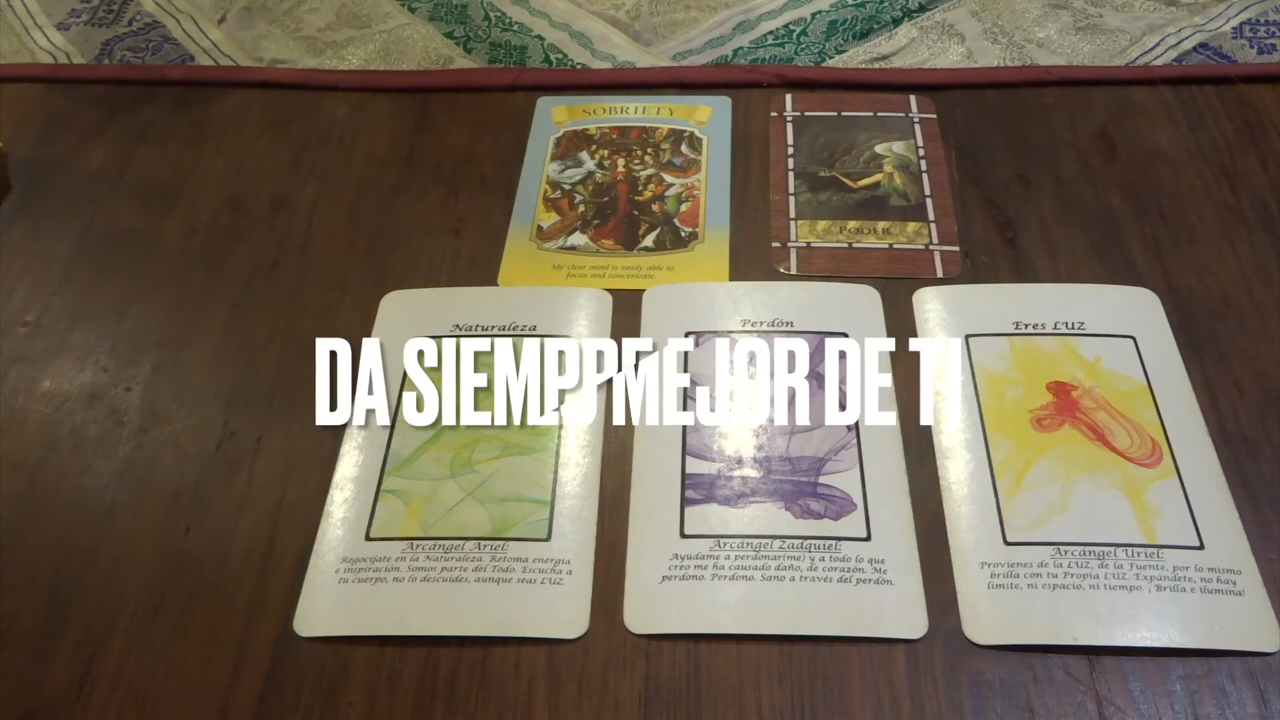 SOBRIETY
My clear mind is easily able to
focus and concentrate.
PODER
Naturaleza
Arcángel Ariel:
Regocíjate en la Naturaleza. Retoma energía
e inspiración. Somos parte del Todo. Escucha a
tu cuerpo, no lo descuides, aunque seas LUZ.
Perdón
Arcángel Zadquiel:
Ayúdame a perdonar(me) y a todo lo que
creo me ha causado daño, de corazón. Me
perdono. Perdono. Sano a través del perdón.
Eres LUZ
Arcángel Uriel:
Provienes de la LUZ, de la Fuente, por lo mismo
brilla con tu Propia LUZ. Expándete, no hay
límite, ni espacio, ni tiempo. ¡Brilla e ilumina!
DA MEJOR DE TI